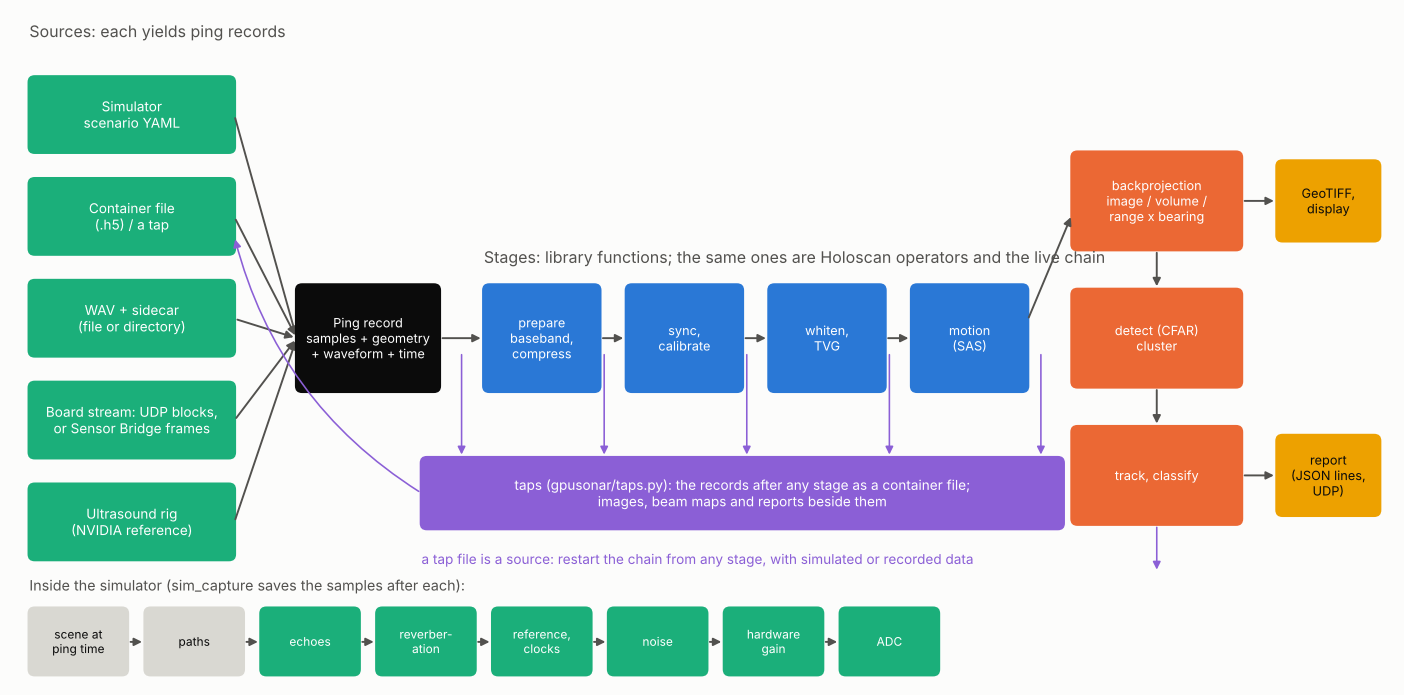 Sources: each yields ping records
Simulator
scenario YAML
Container file
(.h5) / a tap
WAV + sidecar
(file or directory)
Board stream: UDP blocks,
or Sensor Bridge frames
Ultrasound rig
(NVIDIA reference)
Ping record
samples + geometry
+ waveform + time
Stages: library functions; the same ones are Holoscan operators and the live chain
prepare
baseband,
compress
sync,
calibrate
whiten,
TVG
motion
(SAS)
backprojection
image / volume /
range x bearing
GeoTIFF,
display
detect (CFAR)
cluster
track, classify
report
(JSON lines,
UDP)
taps (gpusonar/taps.py): the records after any stage as a container file;
images, beam maps and reports beside them
a tap file is a source: restart the chain from any stage, with simulated or recorded data
Inside the simulator (sim_capture saves the samples after each):
scene at
ping time
paths
echoes
reverber-
ation
reference,
clocks
noise
hardware
gain
ADC